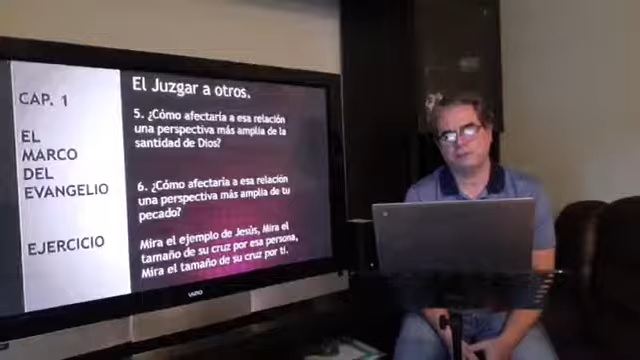 CAP. 1
EL
MARCO
DEL
EVANGELIO
EJERCICIO
El Juzgar a otros.
5. ¿Cómo afectaría a esa relación
una perspectiva más amplia de la
santidad de Dios?
6. ¿Cómo afectaría a esa relación
una perspectiva más amplia de tu
pecado?
Mira el ejemplo de Jesús, Mira el
tamaño de su cruz por esa persona,
Mira el tamaño de su cruz por ti.
VIZIO